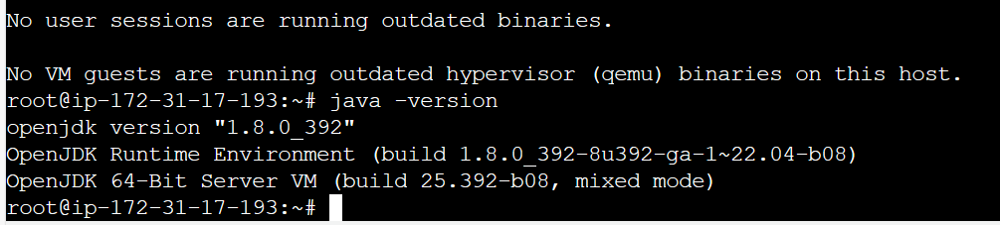 No user sessions are running outdated binaries.
No VM guests are running outdated hypervisor (qemu) binaries on this host.
root@ip-172-31-17-193:~# java -version
openjdk version "1.8.0_392"
OpenJDK Runtime Environment (build 1.8.0_392-8u392-ga-1~22.04-b08)
OpenJDK 64-Bit Server VM (build 25.392-b08, mixed mode)
root@ip-172-31-17-193:~#